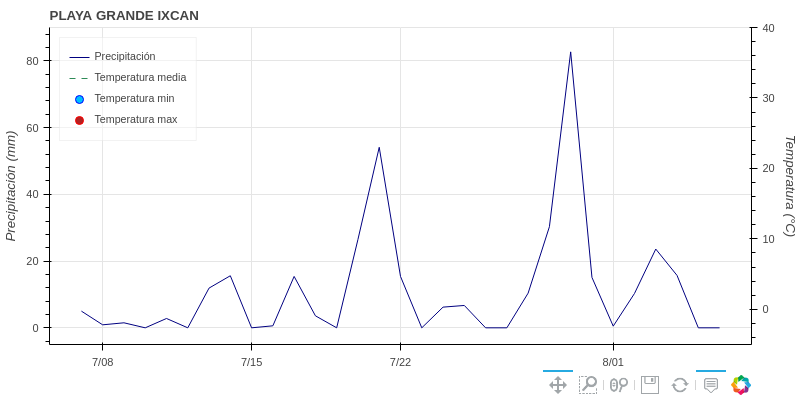 PLAYA GRANDE IXCAN
Precipitación
Temperatura media
Temperatura min
Temperatura max
Precipitación (mm)
80
60
40
20
0
Temperatura (°C)
40
30
20
10
0
7/08
7/15
7/22
8/01